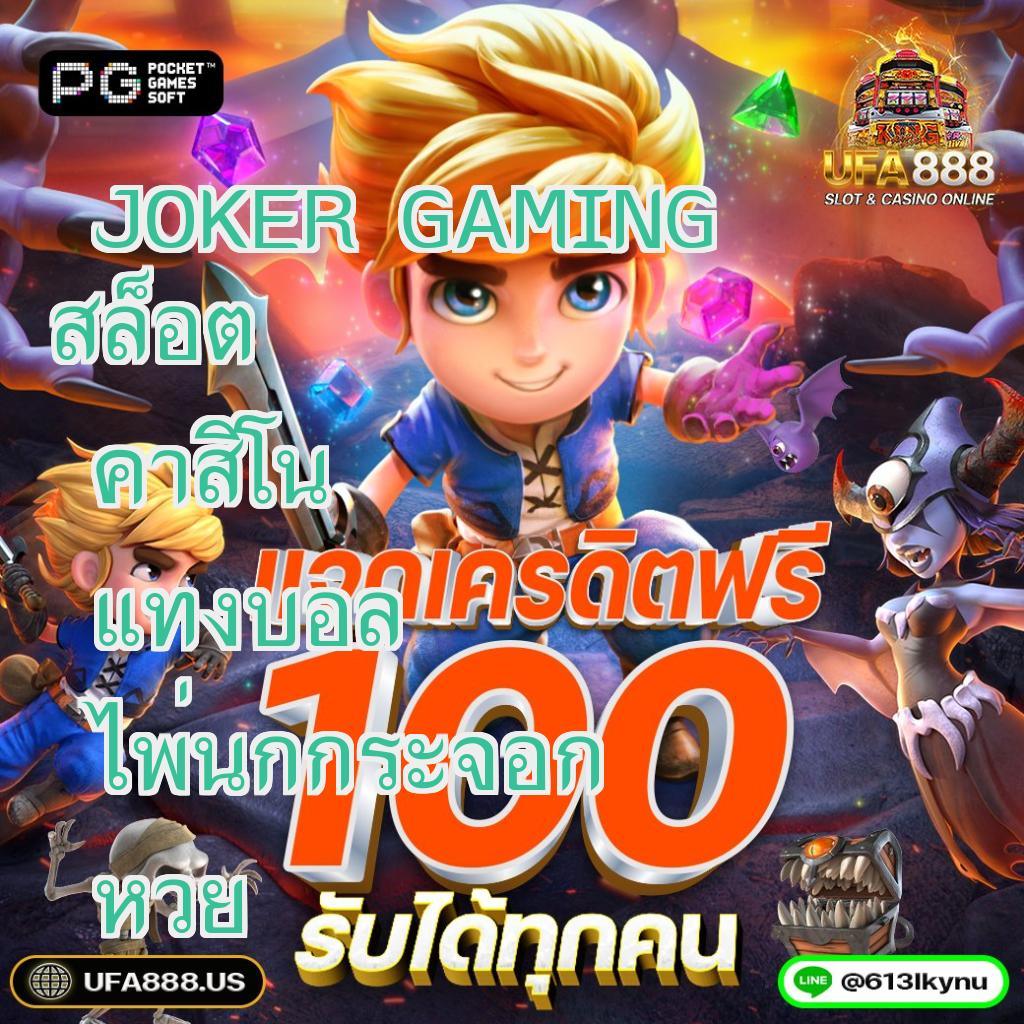 PG POCKET GAMES SOFT™
UFA888
SLOT & CASINO ONLINE
JOKER GAMING
สล็อต
คาสิโน
แจกเครดิตฟรี
แทงบอล
100
ไพ่นกกระจอก
หวย
รับได้ทุกคน
UFA888.US
LINE @613lkynu